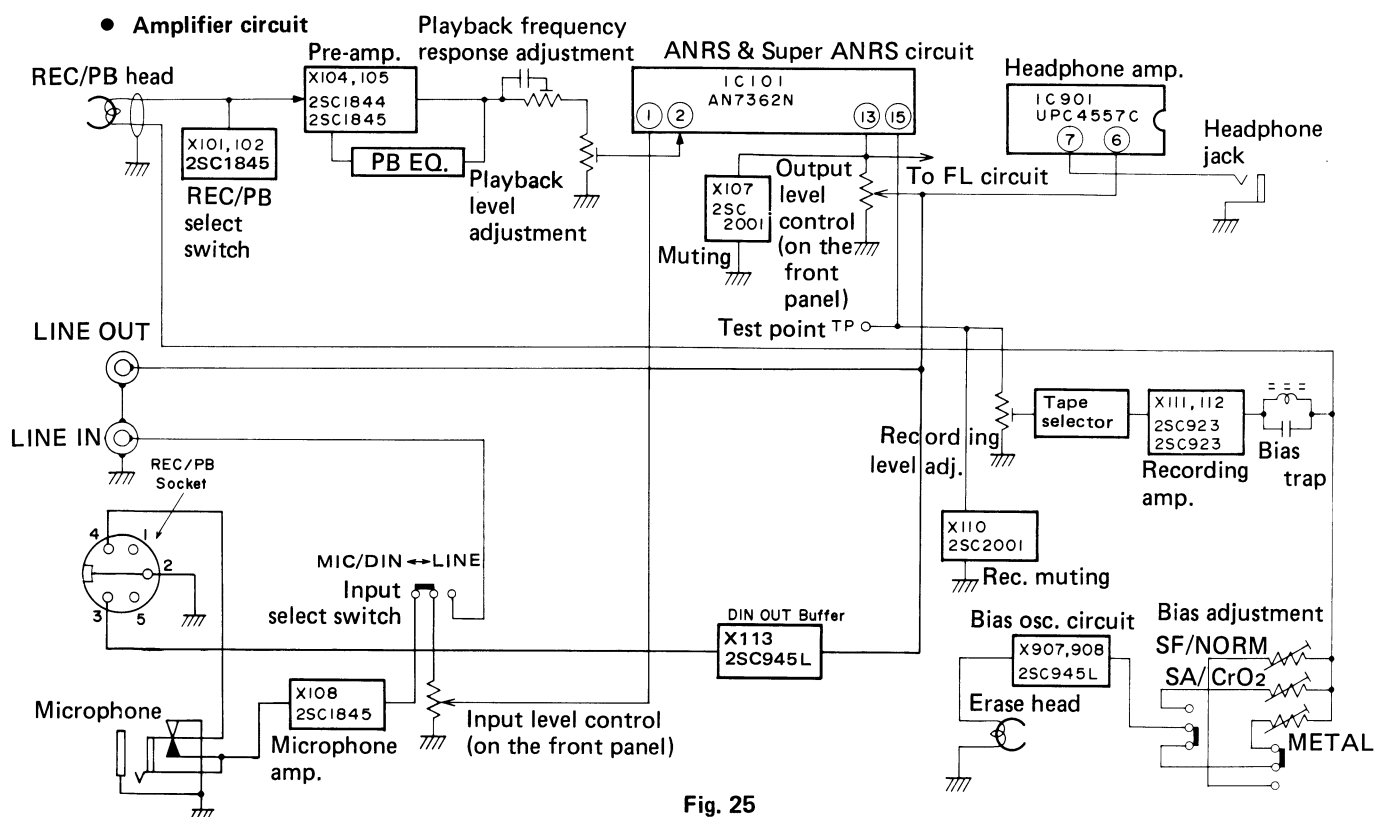 ● Amplifier circuit
REC/PB head
Pre-amp.
X104, 105
2SC1844
2SC1845
X101, 102
2SC1845
REC/PB
select
switch
PB EQ.
Playback frequency
response adjustment
Playback
level
adjustment
ANRS & Super ANRS circuit
IC101
AN7362N
1
2
13
15
X107
2SC
2001
Muting
Output
level
control
(on the
front
panel)
To FL circuit
Headphone amp.
IC901
UPC4557C
7
6
Headphone
jack
Test point TP
LINE OUT
LINE IN
REC/PB
Socket
4
1
2
3
5
Recording
level adj.
Tape
selector
X111, 112
2SC923
2SC923
Recording
amp.
Bias
trap
X110
2SC2001
Rec. muting
MIC/DIN ↔ LINE
Input
select switch
DIN OUT Buffer
X113
2SC945L
Microphone
X108
2SC1845
Microphone
amp.
Input level control
(on the front panel)
Bias osc. circuit
X907,908
2SC945L
Erase head
Bias adjustment
SF/NORM
SA/CrO2
METAL
Fig. 25